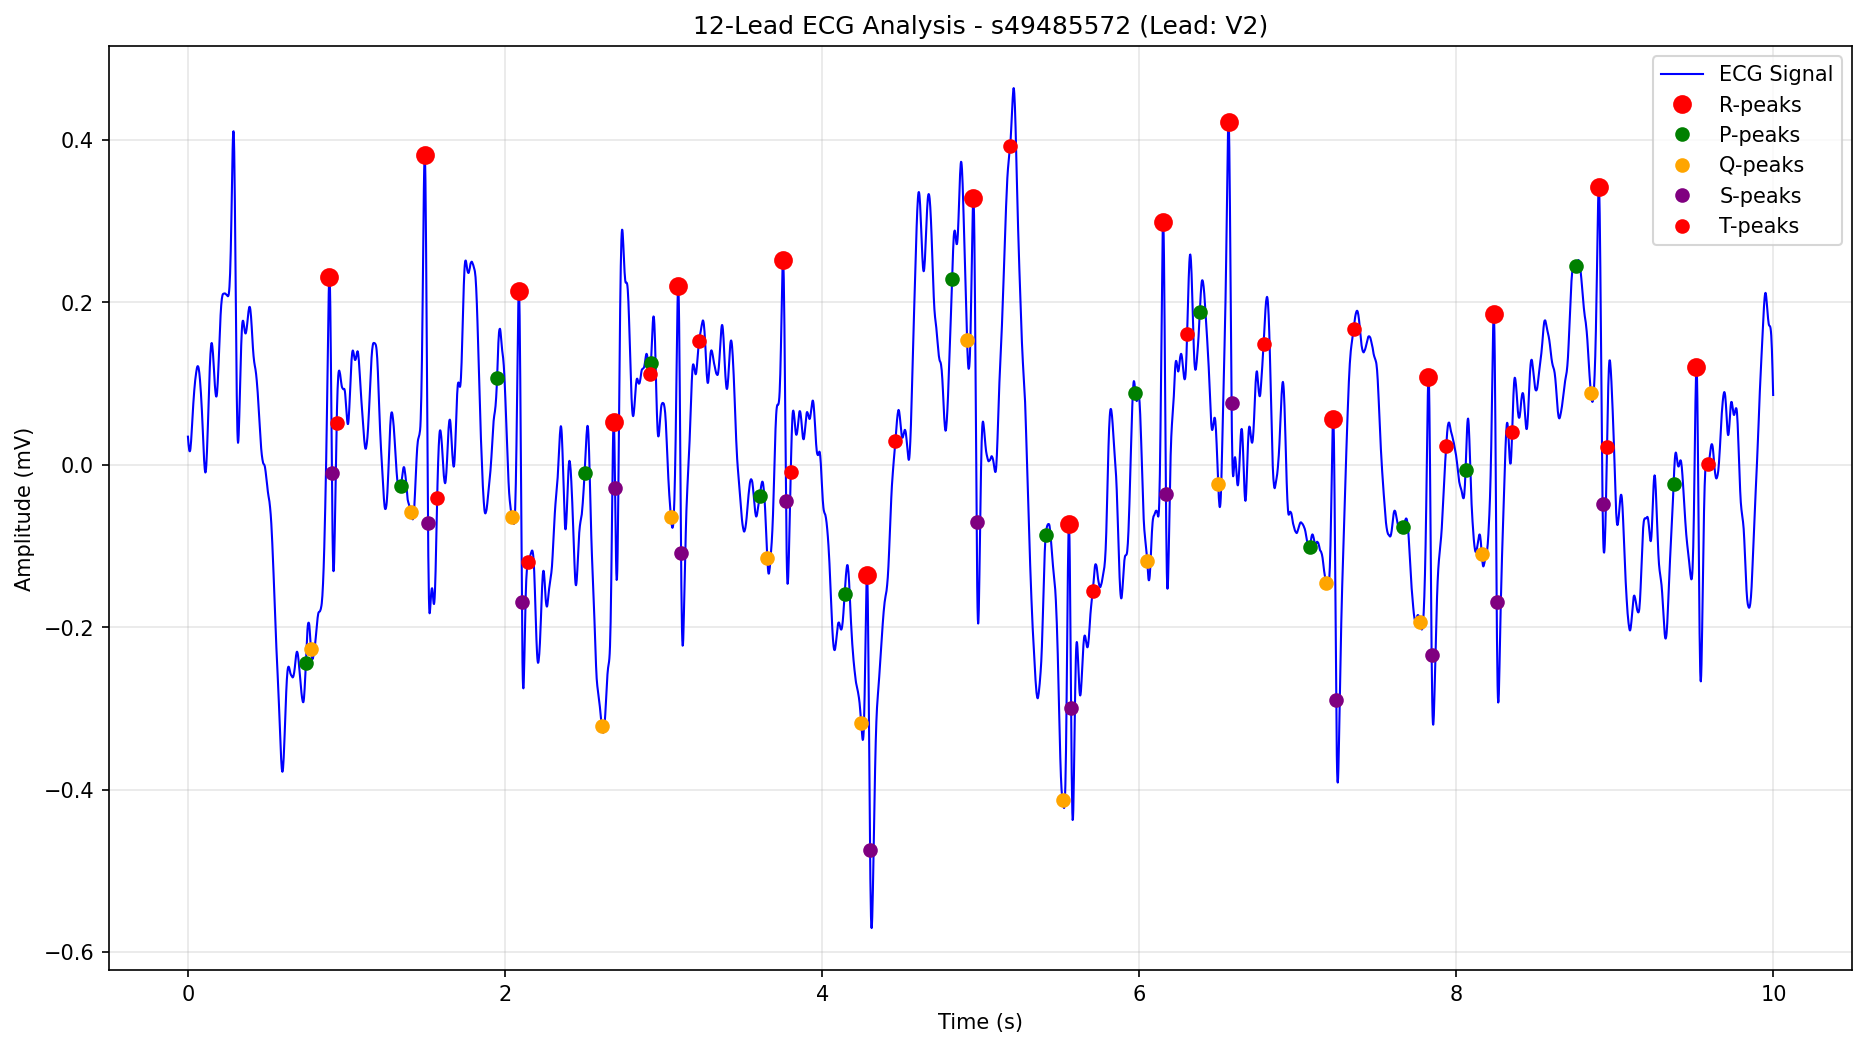 12-Lead ECG Analysis - s49485572 (Lead: V2)
ECG Signal
R-peaks
P-peaks
Q-peaks
S-peaks
T-peaks
Amplitude (mV)
0.4
0.2
0.0
−0.2
−0.4
−0.6
0 2 4 6 8 10
Time (s)